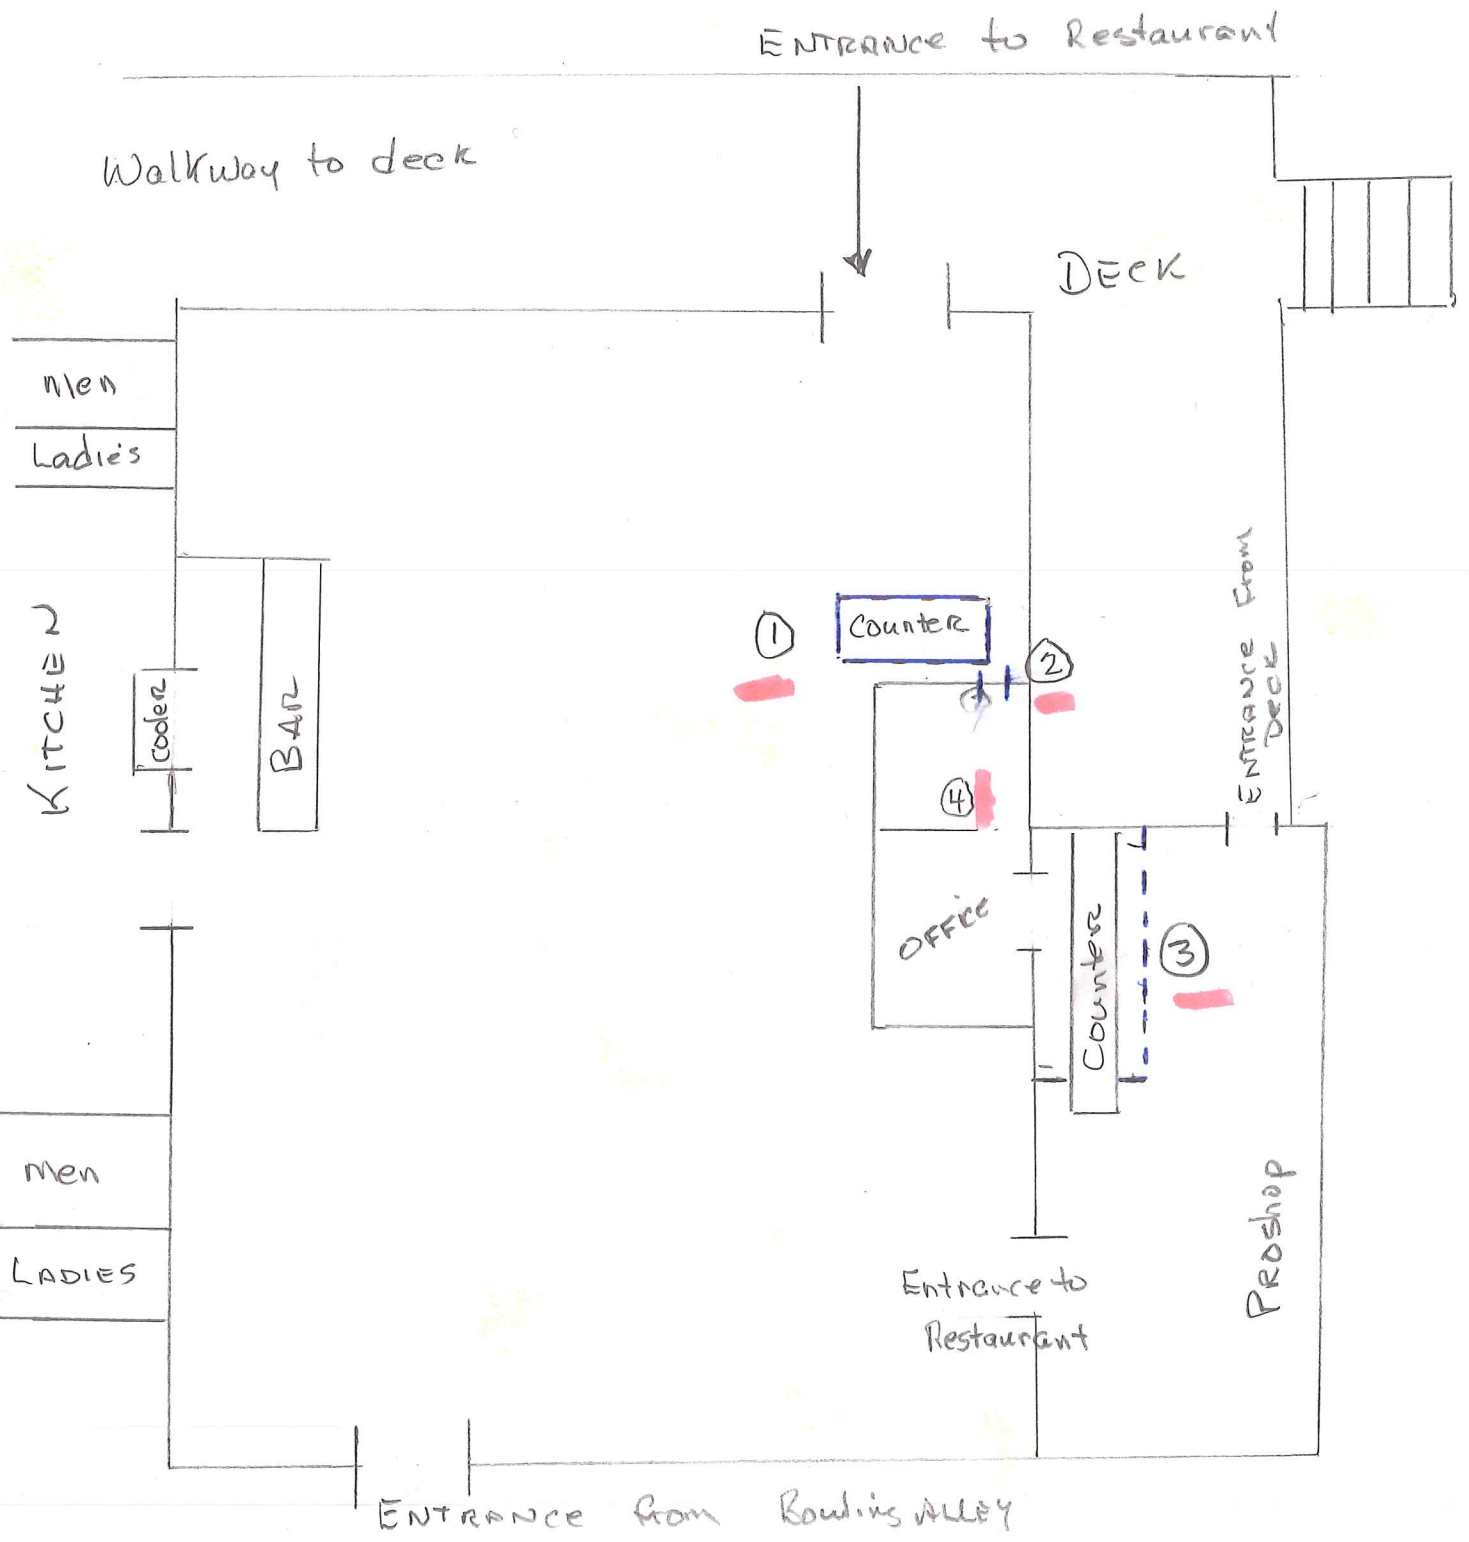 ENTRANCE to Restaurant
Walkway to deck
DECK
men
Ladies
ENTRANCE From
Deck
KITCHEN
cooler
BAR
①
Counter
②
④
OFFICE
Counter
③
men
LADIES
Proshop
Entrance to
Restaurant
ENTRANCE from Bowling ALLEY